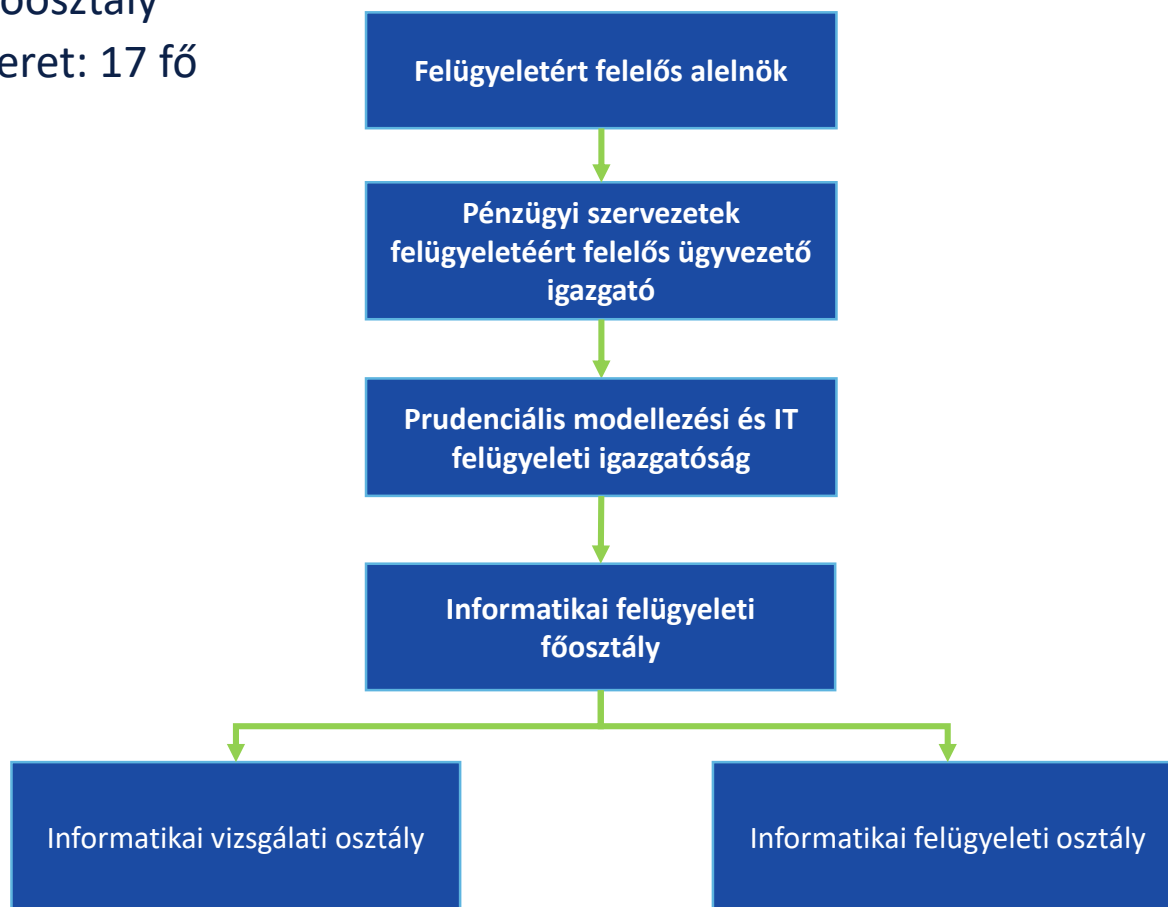 főosztály
eret: 17 fő
Felügyeletért felelős alelnök
Pénzügyi szervezetek
felügyeletéért felelős ügyvezető
igazgató
Prudenciális modellezési és IT
felügyeleti igazgatóság
Informatikai felügyeleti
főosztály
Informatikai vizsgálati osztály
Informatikai felügyeleti osztály